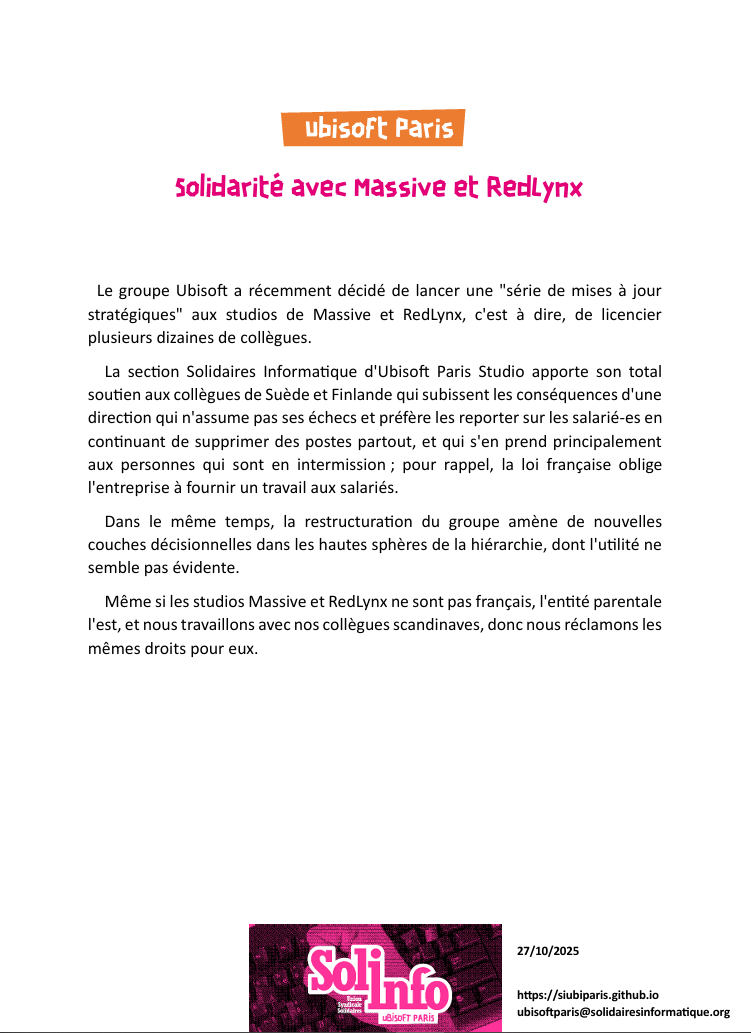 ubisoft Paris
Solidarité avec Massive et RedLynx
Le groupe Ubisoft a récemment décidé de lancer une "série de mises à jour
stratégiques" aux studios de Massive et RedLynx, c'est à dire, de licencier
plusieurs dizaines de collègues.
La section Solidaires Informatique d'Ubisoft Paris Studio apporte son total
soutien aux collègues de Suède et Finlande qui subissent les conséquences d'une
direction qui n'assume pas ses échecs et préfère les reporter sur les salarié-es en
continuant de supprimer des postes partout, et qui s'en prend principalement
aux personnes qui sont en intermission ; pour rappel, la loi française oblige
l'entreprise à fournir un travail aux salariés.
Dans le même temps, la restructuration du groupe amène de nouvelles
couches décisionnelles dans les hautes sphères de la hiérarchie, dont l'utilité ne
semble pas évidente.
Même si les studios Massive et RedLynx ne sont pas français, l'entité parentale
l'est, et nous travaillons avec nos collègues scandinaves, donc nous réclamons les
mêmes droits pour eux.
Sol
Info
Union
Syndicale
Solidaires
uBiSOFT PARiS
27/10/2025
https://siubiparis.github.io
ubisoftparis@solidairesinformatique.org